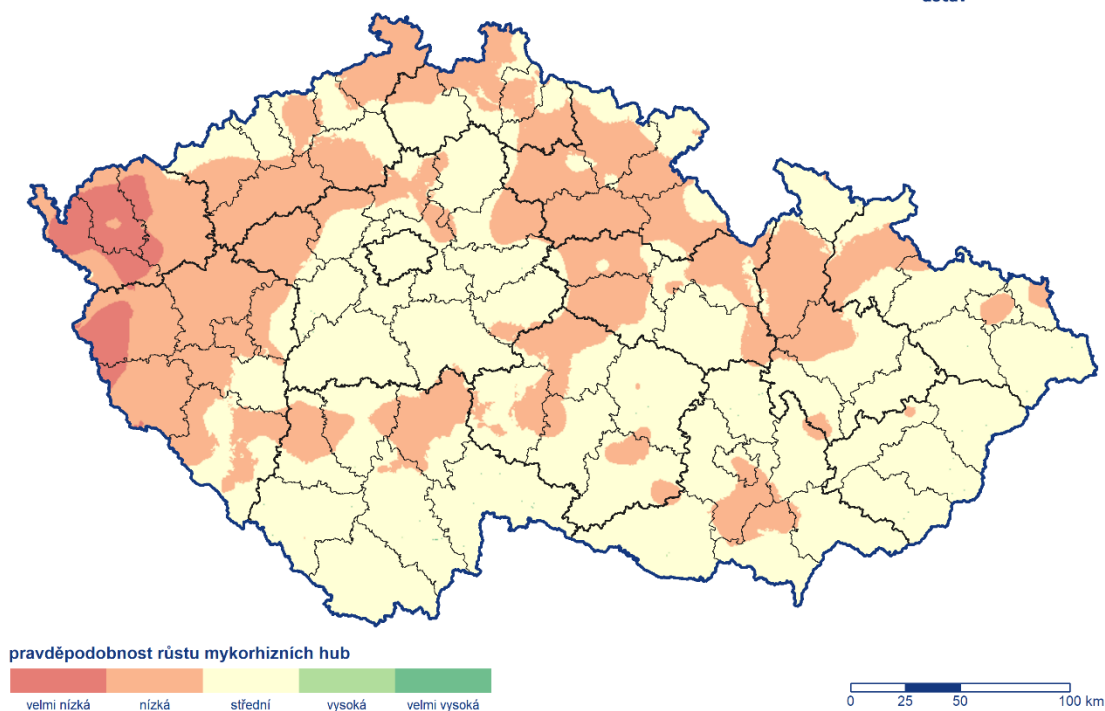 pravděpodobnost růstu mykorhizních hub
velmi nízká nízká střední vysoká velmi vysoká
0 25 50 100 km